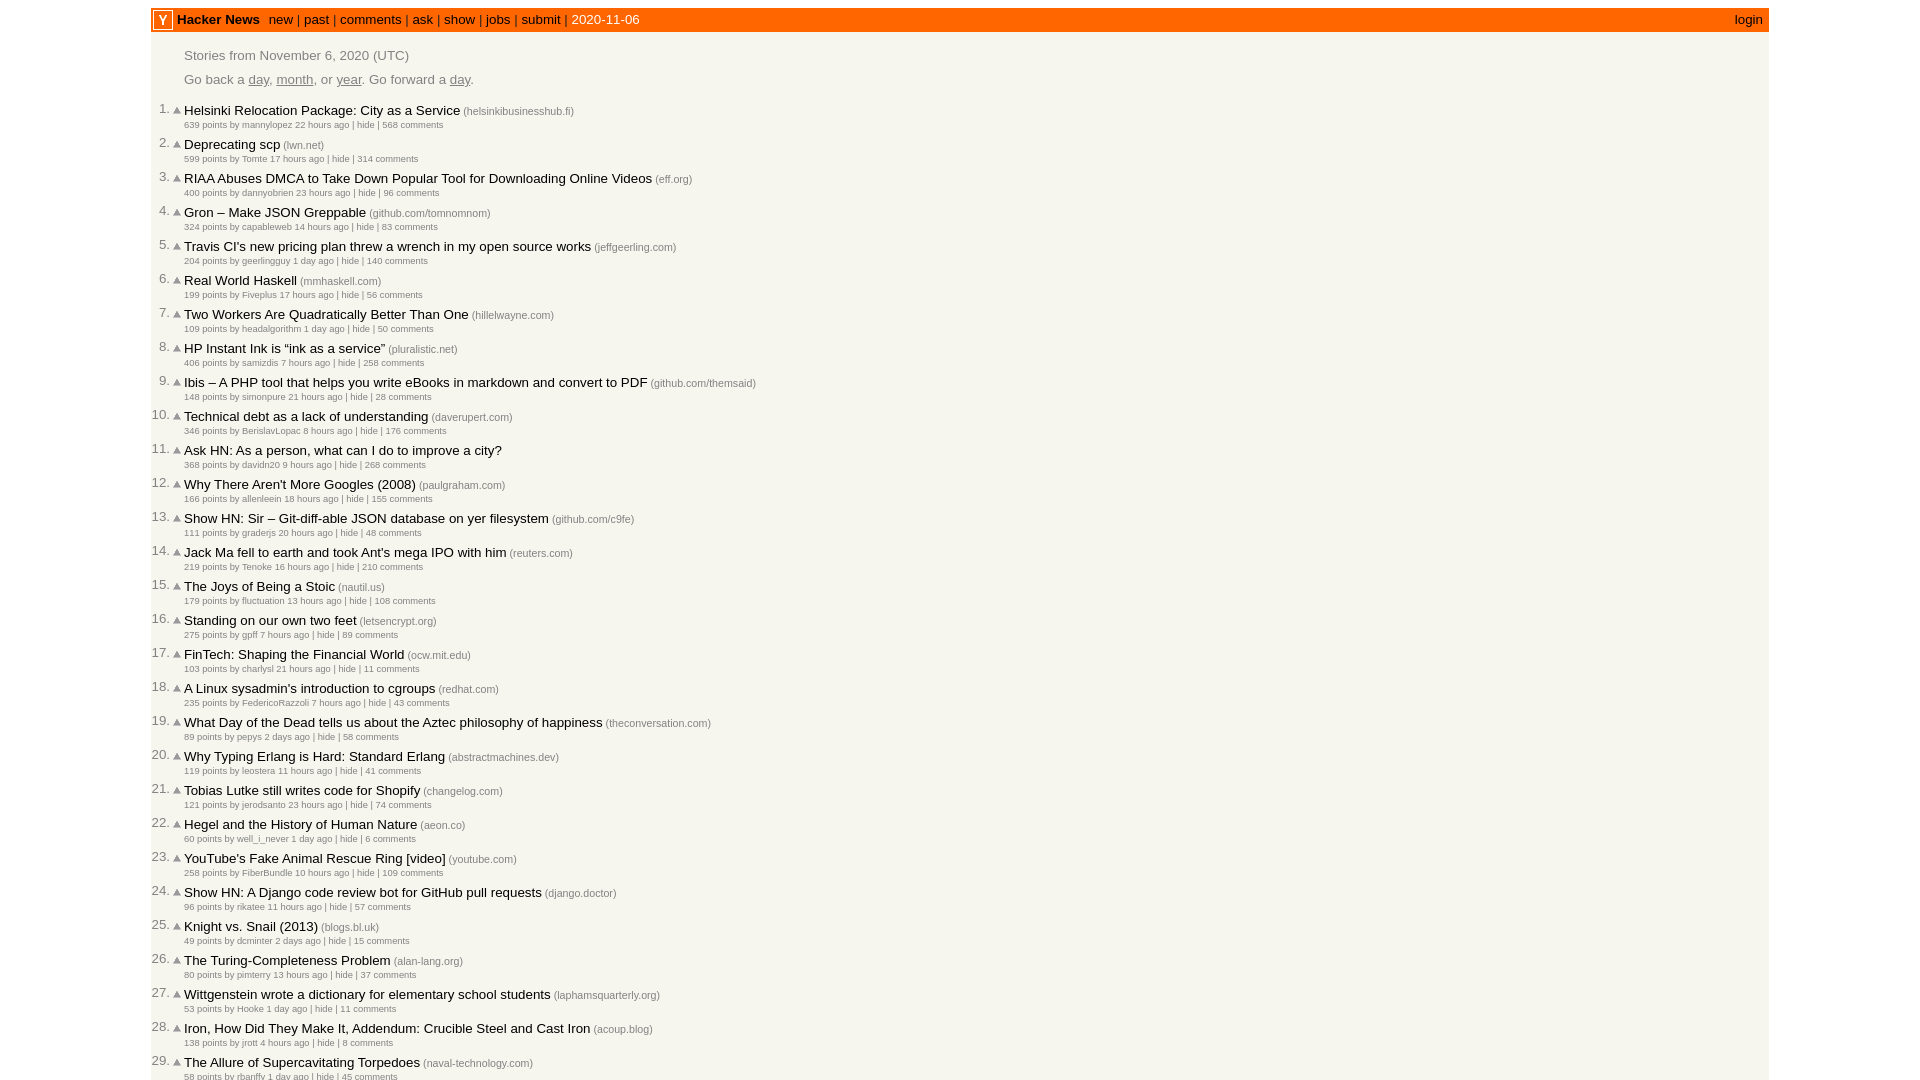 Y Hacker News new | past | comments | ask | show | jobs | submit | 2020-11-06 login
Stories from November 6, 2020 (UTC)
Go back a day, month, or year. Go forward a day.
1. Helsinki Relocation Package: City as a Service (helsinkibusinesshub.fi)
639 points by mannylopez 22 hours ago | hide | 568 comments
2. Deprecating scp (lwn.net)
599 points by Tomte 17 hours ago | hide | 314 comments
3. RIAA Abuses DMCA to Take Down Popular Tool for Downloading Online Videos (eff.org)
400 points by dannyobrien 23 hours ago | hide | 96 comments
4. Gron – Make JSON Greppable (github.com/tomnomnom)
324 points by capableweb 14 hours ago | hide | 83 comments
5. Travis CI's new pricing plan threw a wrench in my open source works (jeffgeerling.com)
204 points by geerlingguy 1 day ago | hide | 140 comments
6. Real World Haskell (mmhaskell.com)
199 points by Fiveplus 17 hours ago | hide | 56 comments
7. Two Workers Are Quadratically Better Than One (hillelwayne.com)
109 points by headalgorithm 1 day ago | hide | 50 comments
8. HP Instant Ink is “ink as a service” (pluralistic.net)
406 points by samizdis 7 hours ago | hide | 258 comments
9. Ibis – A PHP tool that helps you write eBooks in markdown and convert to PDF (github.com/themsaid)
148 points by simonpure 21 hours ago | hide | 28 comments
10. Technical debt as a lack of understanding (daverupert.com)
346 points by BerislavLopac 8 hours ago | hide | 176 comments
11. Ask HN: As a person, what can I do to improve a city?
368 points by davidn20 9 hours ago | hide | 268 comments
12. Why There Aren't More Googles (2008) (paulgraham.com)
166 points by allenleein 18 hours ago | hide | 155 comments
13. Show HN: Sir – Git-diff-able JSON database on yer filesystem (github.com/c9fe)
111 points by graderjs 20 hours ago | hide | 48 comments
14. Jack Ma fell to earth and took Ant's mega IPO with him (reuters.com)
219 points by Tenoke 16 hours ago | hide | 210 comments
15. The Joys of Being a Stoic (nautil.us)
179 points by fluctuation 13 hours ago | hide | 108 comments
16. Standing on our own two feet (letsencrypt.org)
275 points by gpff 7 hours ago | hide | 89 comments
17. FinTech: Shaping the Financial World (ocw.mit.edu)
103 points by charlysl 21 hours ago | hide | 11 comments
18. A Linux sysadmin's introduction to cgroups (redhat.com)
235 points by FedericoRazzoli 7 hours ago | hide | 43 comments
19. What Day of the Dead tells us about the Aztec philosophy of happiness (theconversation.com)
89 points by pepys 2 days ago | hide | 58 comments
20. Why Typing Erlang is Hard: Standard Erlang (abstractmachines.dev)
119 points by leostera 11 hours ago | hide | 41 comments
21. Tobias Lutke still writes code for Shopify (changelog.com)
121 points by jerodsanto 23 hours ago | hide | 74 comments
22. Hegel and the History of Human Nature (aeon.co)
60 points by well_i_never 1 day ago | hide | 6 comments
23. YouTube's Fake Animal Rescue Ring [video] (youtube.com)
258 points by FiberBundle 10 hours ago | hide | 109 comments
24. Show HN: A Django code review bot for GitHub pull requests (django.doctor)
96 points by rikatee 11 hours ago | hide | 57 comments
25. Knight vs. Snail (2013) (blogs.bl.uk)
49 points by dcminter 2 days ago | hide | 15 comments
26. The Turing-Completeness Problem (alan-lang.org)
80 points by pimterry 13 hours ago | hide | 37 comments
27. Wittgenstein wrote a dictionary for elementary school students (laphamsquarterly.org)
53 points by Hooke 1 day ago | hide | 11 comments
28. Iron, How Did They Make It, Addendum: Crucible Steel and Cast Iron (acoup.blog)
138 points by jrott 4 hours ago | hide | 8 comments
29. The Allure of Supercavitating Torpedoes (naval-technology.com)
58 points by rbanffy 1 day ago | hide | 45 comments